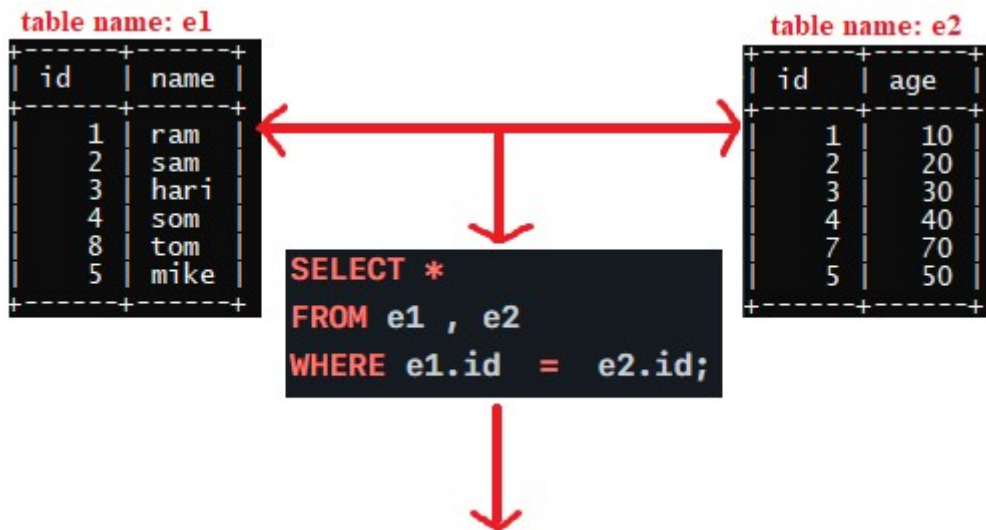 table name: e1
+------+------+
| id | name |
+------+------+
| 1 | ram |
| 2 | sam |
| 3 | hari |
| 4 | som |
| 8 | tom |
| 5 | mike |
+------+------+
table name: e2
+------+------+
| id | age |
+------+------+
| 1 | 10 |
| 2 | 20 |
| 3 | 30 |
| 4 | 40 |
| 7 | 70 |
| 5 | 50 |
+------+------+
SELECT *
FROM e1 , e2
WHERE e1.id = e2.id;